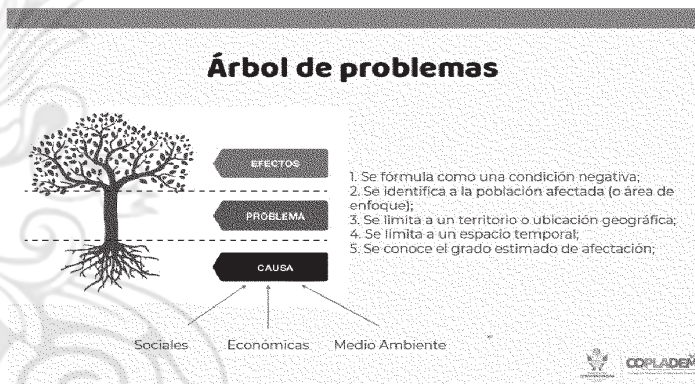 Árbol de problemas
EFECTOS
PROBLEMA
CAUSA
1. Se fórmula como una condición negativa;
2. Se identifica a la población afectada (o área de
enfoque);
3. Se limita a un territorio o ubicación geográfica;
4. Se limita a un espacio temporal;
5. Se conoce el grado estimado de afectación;
Sociales
Económicas
Medio Ambiente
COPLADEM